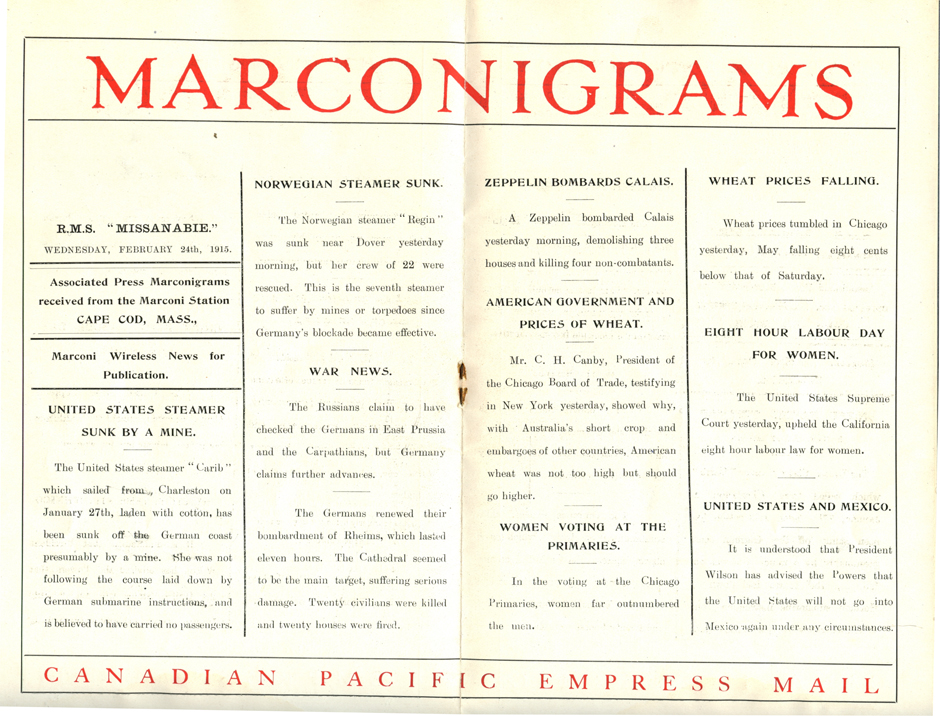 MARCONIGRAMS
R.M.S. "MISSANABIE."
WEDNESDAY, FEBRUARY 24th, 1915.
Associated Press Marconigrams
received from the Marconi Station
CAPE COD, MASS.,
Marconi Wireless News for
Publication.
UNITED STATES STEAMER
SUNK BY A MINE.
The United States steamer "Carib"
which sailed from, Charleston on
January 27th, laden with cotton, has
been sunk off the German coast
presumably by a mine. She was not
following the course laid down by
German submarine instructions, and
is believed to have carried no passengers.
NORWEGIAN STEAMER SUNK.
The Norwegian steamer "Regin"
was sunk near Dover yesterday
morning, but her crew of 22 were
rescued. This is the seventh steamer
to suffer by mines or torpedoes since
Germany's blockade became effective.
WAR NEWS.
The Russians claim to have
checked the Germans in East Prussia
and the Carpathians, but Germany
claims further advances.
The Germans renewed their
bombardment of Rheims, which lasted
eleven hours. The Cathedral seemed
to be the main target, suffering serious
damage. Twenty civilians were killed
and twenty houses were fired.
ZEPPELIN BOMBARDS CALAIS.
A Zeppelin bombarded Calais
yesterday morning, demolishing three
houses and killing four non-combatants.
AMERICAN GOVERNMENT AND
PRICES OF WHEAT.
Mr. C. H. Canby, President of
the Chicago Board of Trade, testifying
in New York yesterday, showed why,
with Australia's short crop and
embargoes of other countries, American
wheat was not too high but should
go higher.
WOMEN VOTING AT THE
PRIMARIES.
In the voting at the Chicago
Primaries, women far outnumbered
the men.
WHEAT PRICES FALLING.
Wheat prices tumbled in Chicago
yesterday, May falling eight cents
below that of Saturday.
EIGHT HOUR LABOUR DAY
FOR WOMEN.
The United States Supreme
Court yesterday, upheld the California
eight hour labour law for women.
UNITED STATES AND MEXICO.
It is understood that President
Wilson has advised the Powers that
the United States will not go into
Mexico again under any circumstances.
CANADIAN PACIFIC EMPRESS MAIL